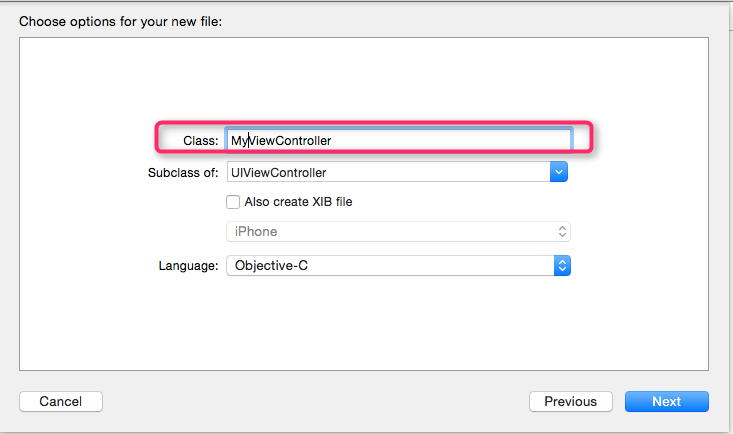 Choose options for your new file:
Class: MyViewController
Subclass of: UIViewController
Also create XIB file
iPhone
Language: Objective-C
Cancel Previous Next